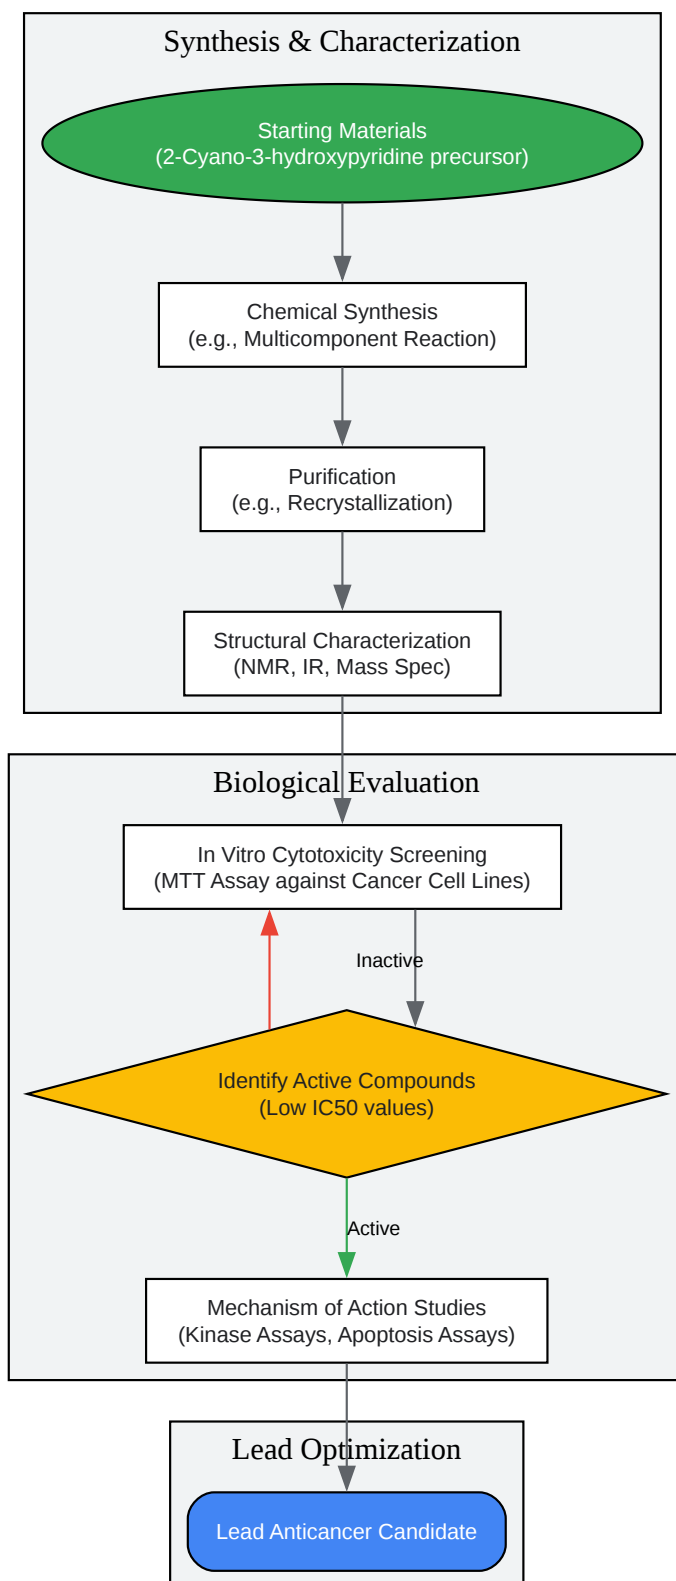 Synthesis & Characterization
Starting Materials
(2-Cyano-3-hydroxypyridine precursor)
Chemical Synthesis
(e.g., Multicomponent Reaction)
Purification
(e.g., Recrystallization)
Structural Characterization
(NMR, IR, Mass Spec)
Biological Evaluation
In Vitro Cytotoxicity Screening
(MTT Assay against Cancer Cell Lines)
Inactive
Identify Active Compounds
(Low IC50 values)
Active
Mechanism of Action Studies
(Kinase Assays, Apoptosis Assays)
Lead Optimization
Lead Anticancer Candidate